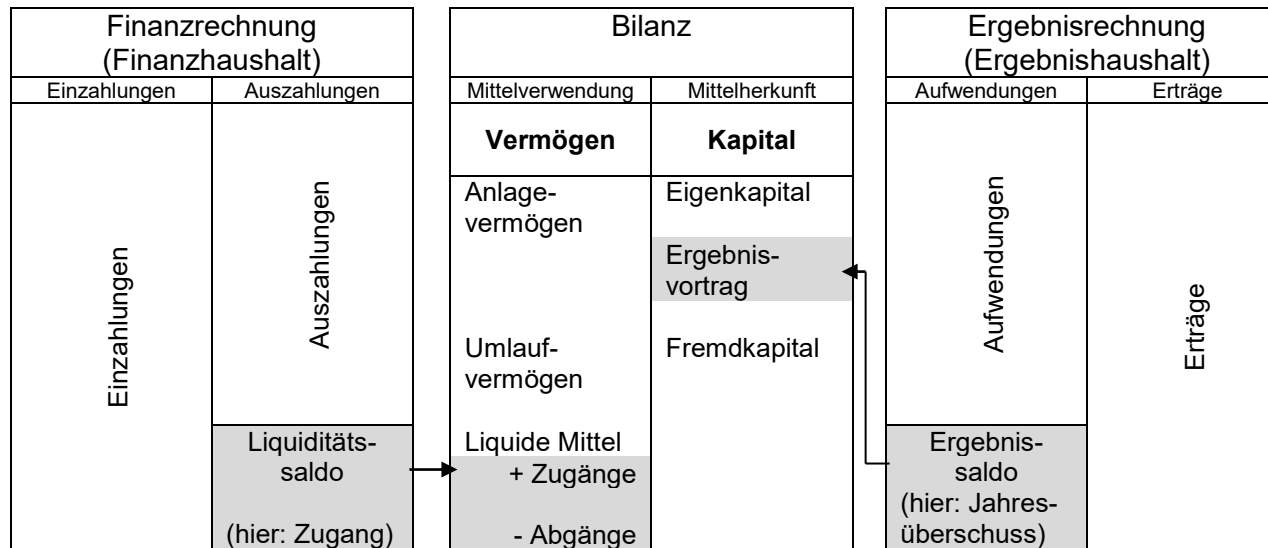 Finanzrechnung
(Finanzhaushalt)
Einzahlungen
Auszahlungen
Einzahlungen
Auszahlungen
Liquiditäts-
saldo
(hier: Zugang)
Bilanz
Mittelverwendung
Mittelherkunft
Vermögen
Kapital
Anlage-
vermögen
Umlauf-
vermögen
Liquide Mittel
+ Zugänge
- Abgänge
Eigenkapital
Ergebnis-
vortrag
Fremdkapital
Ergebnisrechnung
(Ergebnishaushalt)
Aufwendungen
Erträge
Aufwendungen
Ergebnis-
saldo
(hier: Jahres-
überschuss)
Erträge